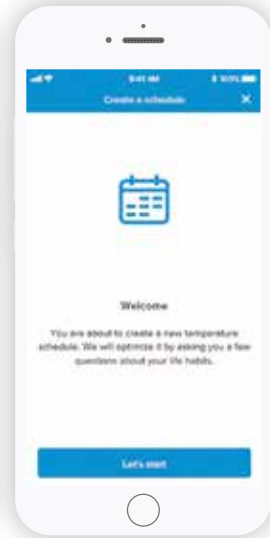 9:41 AM 100%
Create a schedule
Welcome
You are about to create a new temperature
schedule. We will optimize it by asking you a few
questions about your life habits.
Let's start